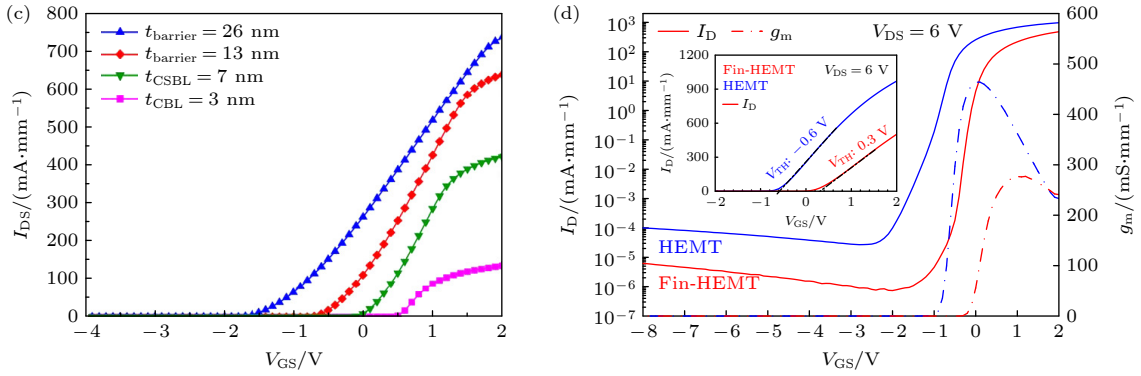 (c)
t_barrier = 26 nm
t_barrier = 13 nm
t_CSBL = 7 nm
t_CBL = 3 nm
800
700
600
500
400
300
200
100
0
I_DS/(mA·mm⁻¹)
−4 −3 −2 −1 0 1 2
V_GS/V
(d)
I_D g_m V_DS = 6 V
10³
10²
10¹
10⁰
10⁻¹
10⁻²
10⁻³
10⁻⁴
10⁻⁵
10⁻⁶
10⁻⁷
I_D/(mA·mm⁻¹)
Fin-HEMT V_DS = 6 V
HEMT
I_D
1200
900
600
300
0
I_D/(mA·mm⁻¹)
V_TH: −0.6 V
V_TH: 0.3 V
−2 −1 0 1 2
V_GS/V
HEMT
Fin-HEMT
600
500
400
300
200
100
0
g_m/(mS·mm⁻¹)
−8 −7 −6 −5 −4 −3 −2 −1 0 1 2
V_GS/V